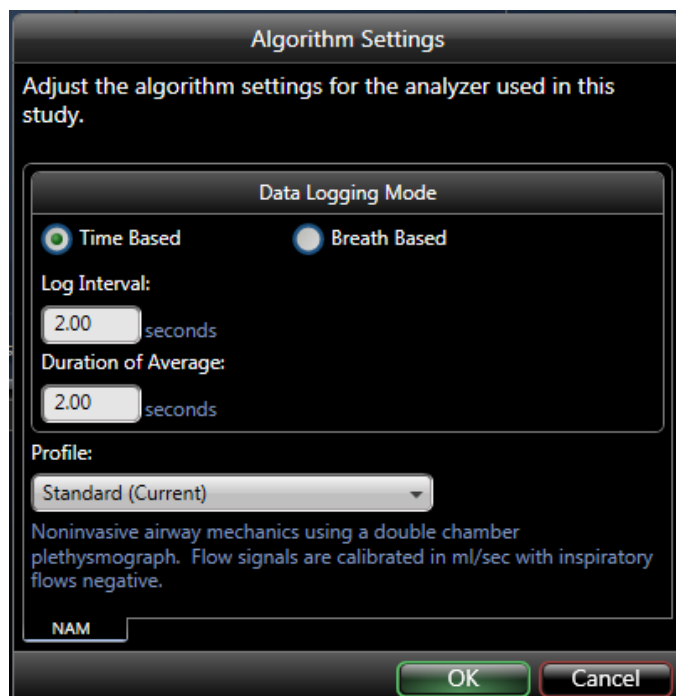 Algorithm Settings
Adjust the algorithm settings for the analyzer used in this
study.
Data Logging Mode
Time Based
Breath Based
Log Interval:
2.00 seconds
Duration of Average:
2.00 seconds
Profile:
Standard (Current)
Noninvasive airway mechanics using a double chamber
plethysmograph.  Flow signals are calibrated in ml/sec with inspiratory
flows negative.
NAM
OK
Cancel